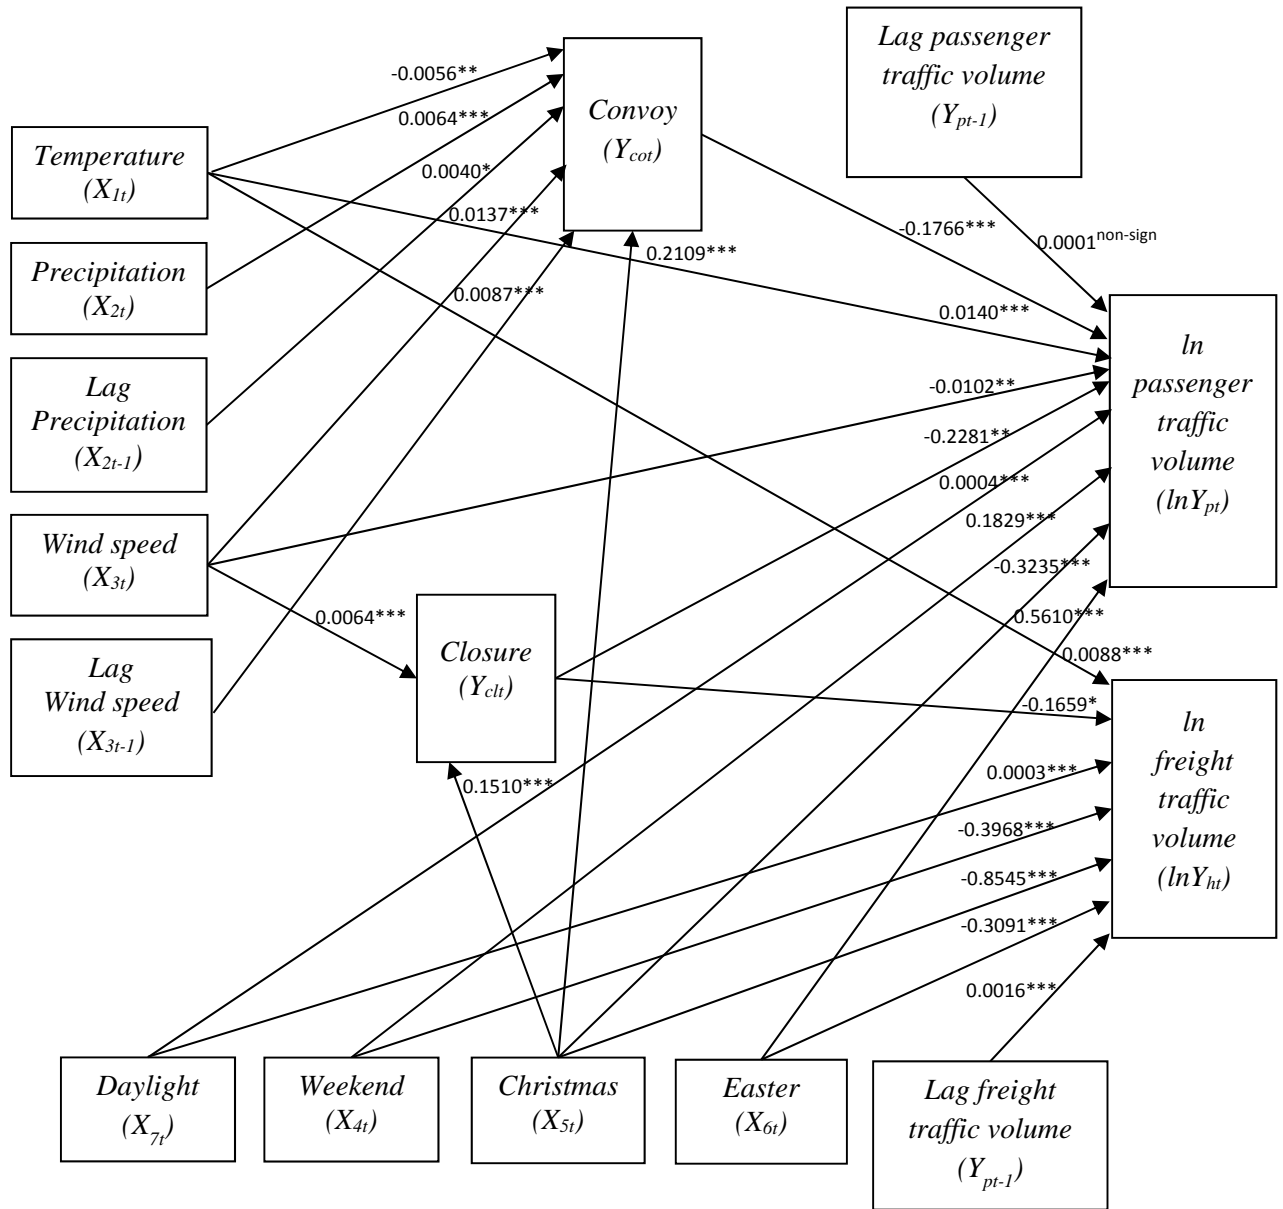 Lag passenger
traffic volume
(Ypt-1)
-0.0056**
0.0064***
Convoy
(Ycot)
Temperature
(X1t)
0.0040*
0.0137***
-0.1766***
0.0001non-sign
0.2109***
Precipitation
(X2t)
0.0087***
0.0140***
ln
passenger
traffic
volume
(lnYpt)
Lag
Precipitation
(X2t-1)
-0.0102**
-0.2281**
0.0004***
0.1829***
Wind speed
(X3t)
-0.3235***
0.0064***
0.5610***
Closure
(Yclt)
0.0088***
Lag
Wind speed
(X3t-1)
-0.1659*
ln
freight
traffic
volume
(lnYht)
0.1510***
0.0003***
-0.3968***
-0.8545***
-0.3091***
0.0016***
Daylight
(X7t)
Weekend
(X4t)
Christmas
(X5t)
Easter
(X6t)
Lag freight
traffic volume
(Ypt-1)